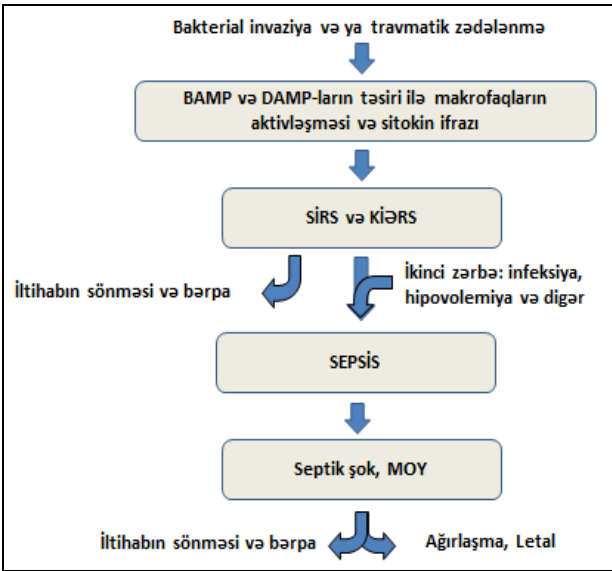 Bakterial invaziya və ya travmatik zədələnmə
BAMP və DAMP-ların təsiri ilə makrofaqların
aktivləşməsi və sitokin ifrazı
SİRS və KİƏRS
İltihabın sönməsi və bərpa
İkinci zərbə: infeksiya,
hipovolemiya və digər
SEPSİS
Septik şok, MOY
İltihabın sönməsi və bərpa
Ağırlaşma, Letal